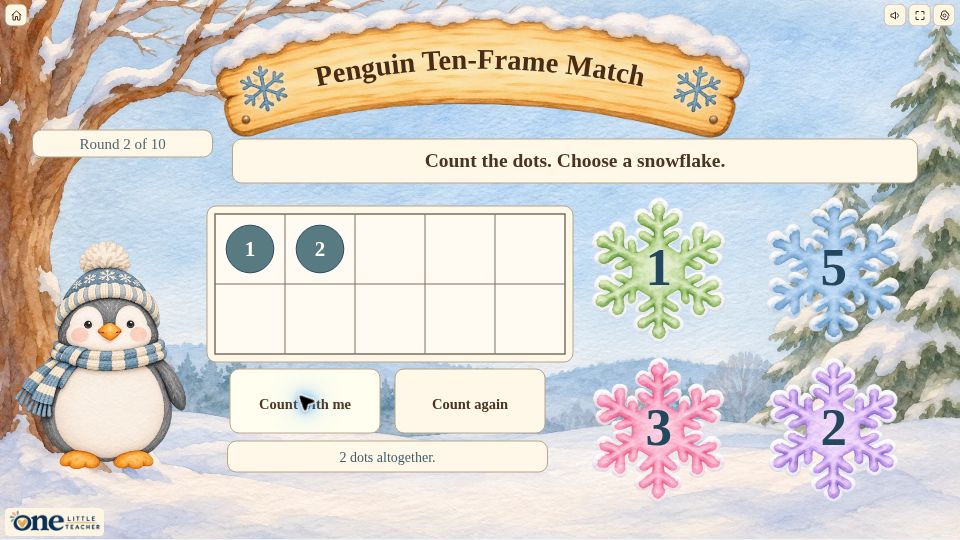 Penguin Ten-Frame Match
Round 2 of 10
Count the dots. Choose a snowflake.
1 2
1 5
3 2
Count with me
Count again
2 dots altogether.
one LITTLE TEACHER